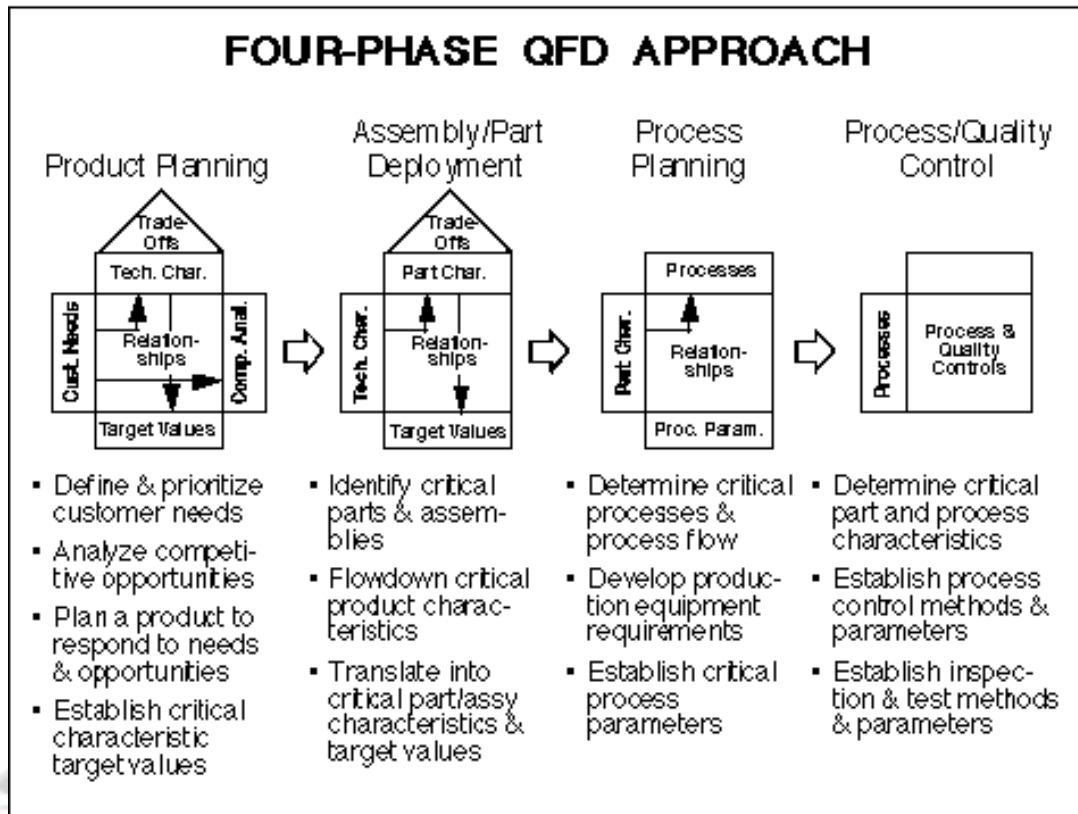 FOUR-PHASE QFD APPROACH
Product Planning
Trade-
Offs
Tech. Char.
Cust. Needs
Relation-
ships
Comp. Anal.
Target Values
▪ Define & prioritize
customer needs
▪ Analyze competi-
tive opportunities
▪ Plan a product to
respond to needs
& opportunities
▪ Establish critical
characteristic
target values
Assembly/Part
Deployment
Trade-
Offs
Part Char.
Tech. Char.
Relation-
ships
Target Values
▪ Identify critical
parts & assem-
blies
▪ Flowdown critical
product charac-
teristics
▪ Translate into
critical part/assy
characteristics &
target values
Process
Planning
Processes
Part Char.
Relation-
ships
Proc. Param.
▪ Determine critical
processes &
process flow
▪ Develop produc-
tion equipment
requirements
▪ Establish critical
process
parameters
Process/Quality
Control
Processes
Process &
Quality
Controls
▪ Determine critical
part and process
characteristics
▪ Establish process
control methods &
parameters
▪ Establish inspec-
tion & test methods
& parameters